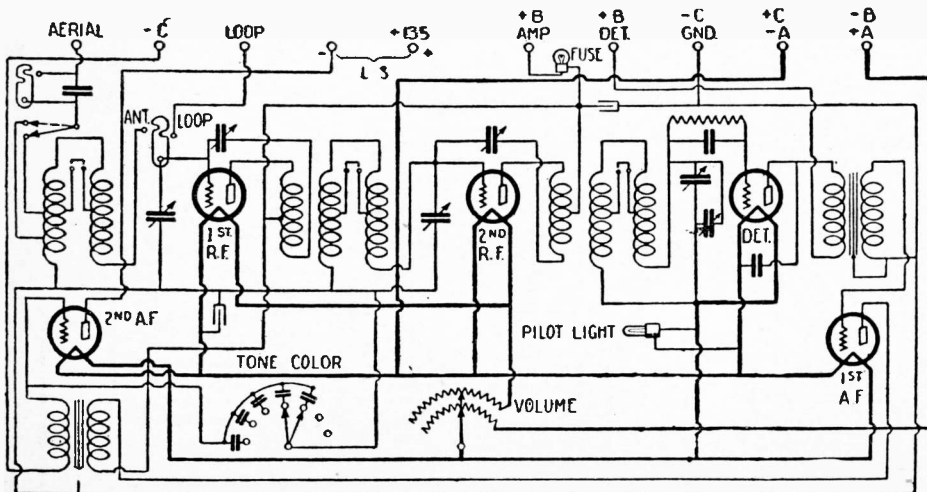 AERIAL
- C
LOOP
-
+135
+
L S
+ B
AMP
FUSE
+ B
DET.
- C
GND.
+ C
- A
- B
+ A
ANT.
LOOP
1ST.
R.F.
2ND
R.F.
DET.
2ND A.F
PILOT LIGHT
TONE COLOR
VOLUME
1ST
A F